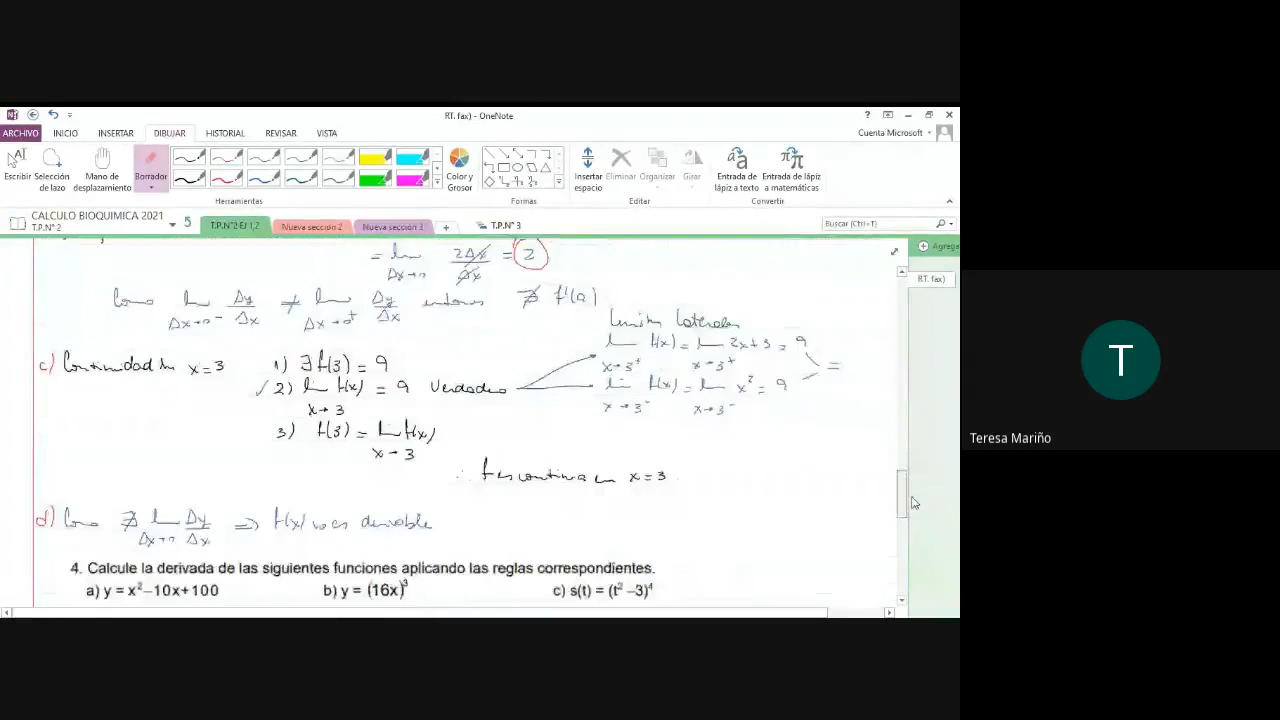 RT. fax) - OneNote
ARCHIVO INICIO INSERTAR DIBUJAR HISTORIAL REVISAR VISTA Cuenta Microsoft
Escribir Selección de lazo Mano de desplazamiento Borrador Color y Grosor Insertar espacio Eliminar Organizar Girar Entrada de lápiz a texto Entrada de lápiz a matemáticas
Herramientas Formas Editar Convertir
CALCULO BIOQUIMICA 2021
T.P.N°2
T.P.N°2 EJ 1,2 Nueva sección 2 Nueva sección 3 + T.P.N° 3 Buscar (Ctrl+T)
Agrega
RT. fax)
= lim 2Δx/Δx = 2
Δx→0
Como lim Δy/Δx ≠ lim Δy/Δx entonces ∄ f'(a)
Δx→0⁻ Δx→0⁺
Límites laterales
lim f(x) = lim 2x+3 = 9
x→3⁺ x→3⁺
c) Continuidad en x=3 1) ∃ f(3) = 9
✓ 2) lim f(x) = 9 Verdadero
x→3
lim f(x) = lim x² = 9 =
x→3⁻ x→3⁻
3) f(3) = lim f(x)
x→3
∴ f es continua en x=3
d) Como ∄ lim Δy/Δx ⇒ f(x) no es derivable
Δx→0
4. Calcule la derivada de las siguientes funciones aplicando las reglas correspondientes.
a) y = x²−10x+100 b) y = (16x)³ c) s(t) = (t² −3)⁴
T
Teresa Mariño